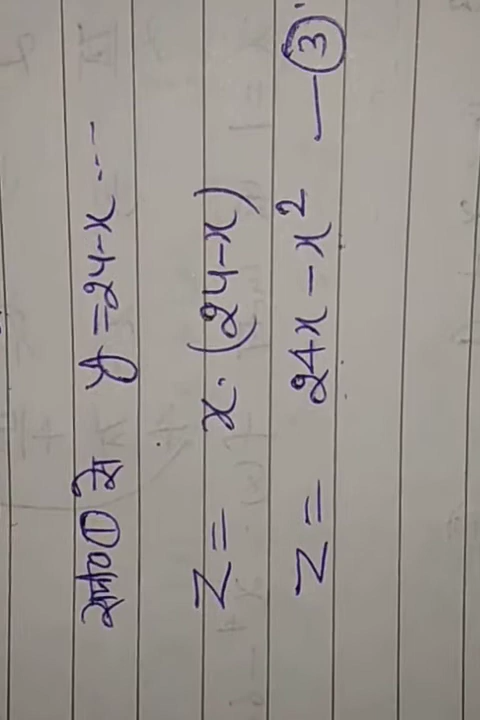 समी० ① में y = 24-x ...
Z = x. (24-x)
Z = 24x - x² — ③